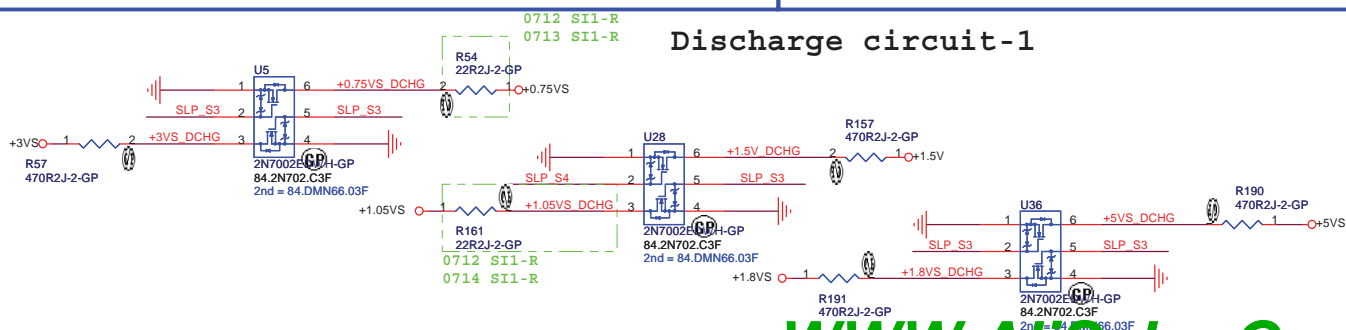 0712 SI1-R
0713 SI1-R
Discharge circuit-1
R54
22R2J-2-GP
U5
1
6
+0.75VS_DCHG
2
1
+0.75VS
SLP_S3
2
5
SLP_S3
+3VS
1
2
+3VS_DCHG
3
4
R57
470R2J-2-GP
GP
84.2N702.C3F
2nd = 84.DMN66.03F
U28
1
6
+1.5V_DCHG
2
1
+1.5V
R157
470R2J-2-GP
SLP_S4
2
5
SLP_S3
+1.05VS
1
+1.05VS_DCHG
3
4
R161
22R2J-2-GP
0712 SI1-R
0714 SI1-R
GP
84.2N702.C3F
2nd = 84.DMN66.03F
R190
470R2J-2-GP
U36
1
6
+5VS_DCHG
1
+5VS
SLP_S3
2
5
SLP_S3
+1.8VS
1
+1.8VS_DCHG
3
4
R191
470R2J-2-GP
GP
84.2N702.C3F